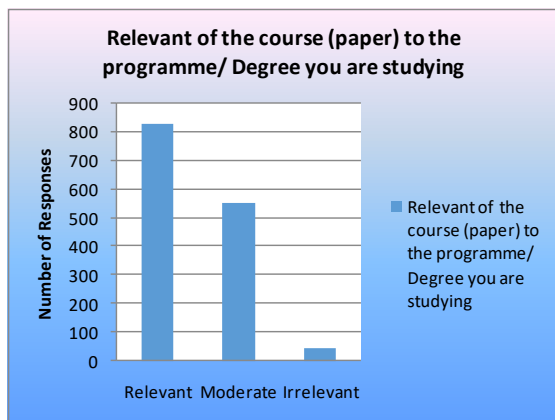 Relevant of the course (paper) to the
programme/ Degree you are studying
900
800
700
600
500
400
300
200
100
0
Number of Responses
Relevant Moderate Irrelevant
Relevant of the
course (paper) to
the programme/
Degree you are
studying